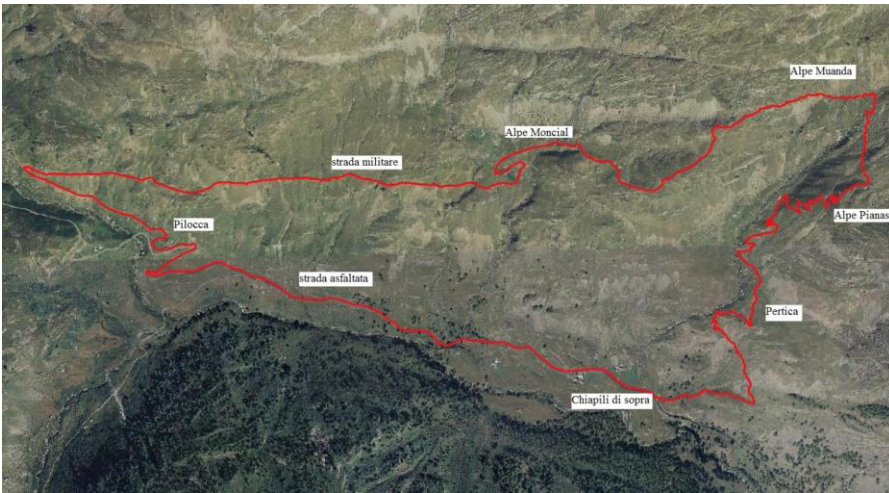 Alpe Muanda
Alpe Moncial
strada militare
Alpe Pianas
Pilocca
strada asfaltata
Pertica
Chiapili di sopra